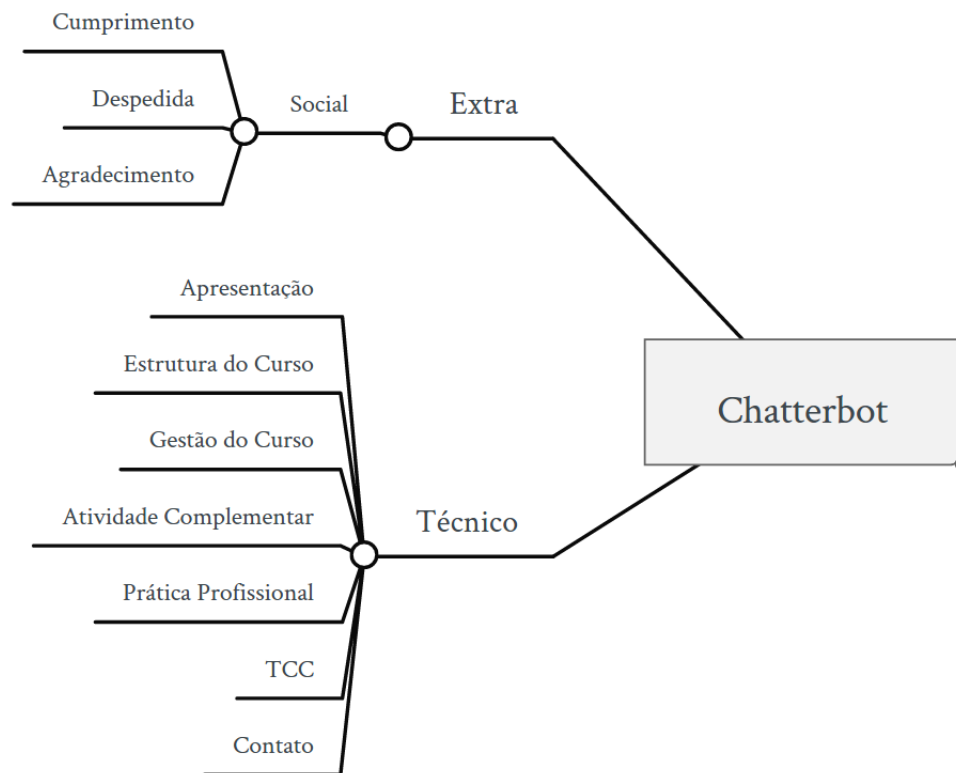 Cumprimento
Despedida
Agradecimento
Social
Extra
Apresentação
Estrutura do Curso
Gestão do Curso
Atividade Complementar
Prática Profissional
TCC
Contato
Técnico
Chatterbot